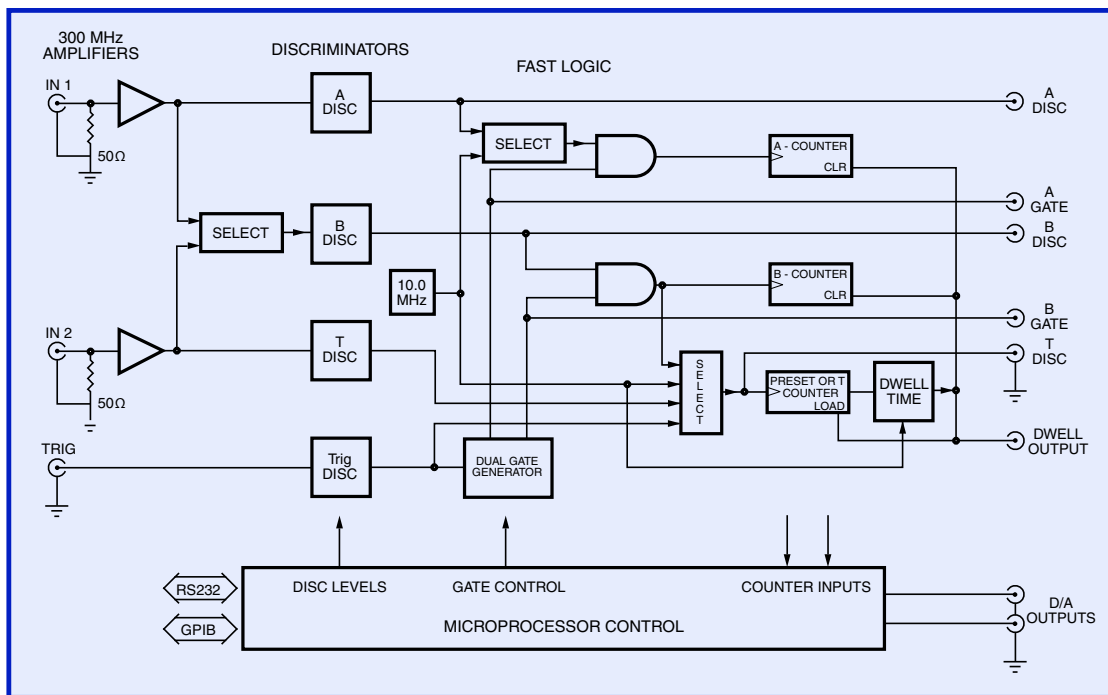 300 MHz
AMPLIFIERS
DISCRIMINATORS
FAST LOGIC
IN 1
50Ω
A
DISC
SELECT
A - COUNTER
CLR
A
DISC
A
GATE
SELECT
B
DISC
B
DISC
10.0
MHz
B - COUNTER
CLR
B
GATE
IN 2
50Ω
T
DISC
SELECT
PRESET OR T
COUNTER
LOAD
DWELL
TIME
T
DISC
TRIG
Trig
DISC
DUAL GATE
GENERATOR
DWELL
OUTPUT
RS232
GPIB
DISC LEVELS
GATE CONTROL
COUNTER INPUTS
MICROPROCESSOR CONTROL
D/A
OUTPUTS